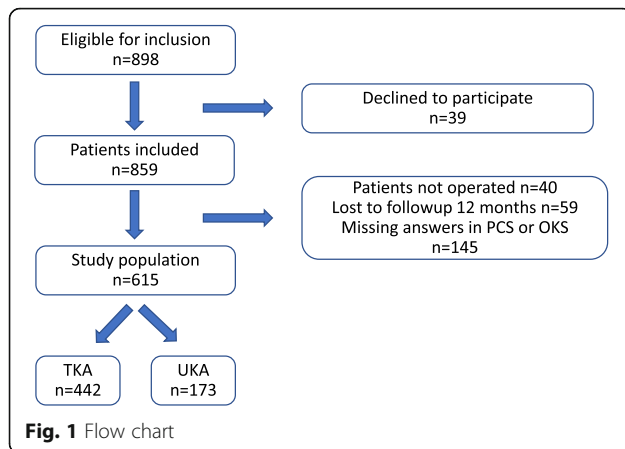 Eligible for inclusion
n=898
Declined to participate
n=39
Patients included
n=859
Patients not operated n=40
Lost to followup 12 months n=59
Missing answers in PCS or OKS
n=145
Study population
n=615
TKA
n=442
UKA
n=173
Fig. 1 Flow chart